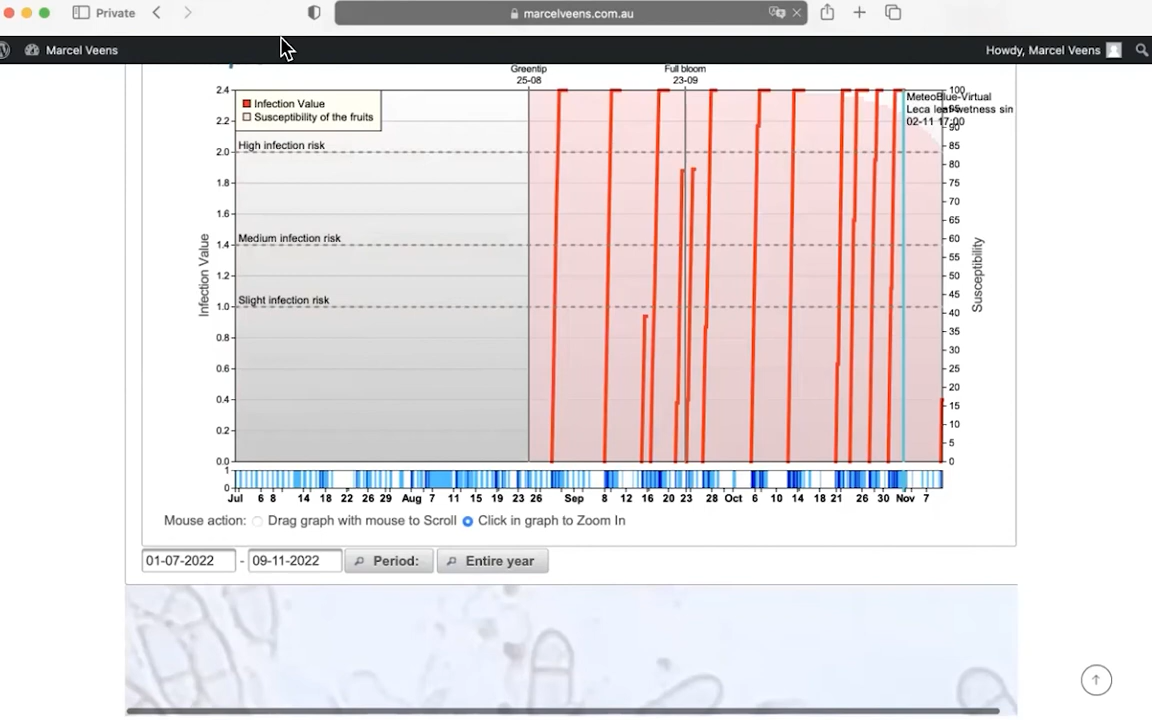 Private
marcelveens.com.au
Marcel Veens
Howdy, Marcel Veens
Greentip
25-08
Full bloom
23-09
Infection Value
Susceptibility of the fruits
MeteoBlue-Virtual
Leca leaf wetness sin
02-11 17:00
High infection risk
Medium infection risk
Slight infection risk
Infection Value
2.4
2.2
2.0
1.8
1.6
1.4
1.2
1.0
0.8
0.6
0.4
0.2
0.0
100
95
90
85
80
75
70
65
60
55
50
45
40
35
30
25
20
15
10
5
0
Susceptibility
1
0
Jul 6 8 14 18 22 26 29 Aug 7 11 15 19 23 26 Sep 8 12 16 20 23 28 Oct 6 10 14 18 21 26 30 Nov 7
Mouse action: Drag graph with mouse to Scroll Click in graph to Zoom In
01-07-2022 - 09-11-2022 Period: Entire year